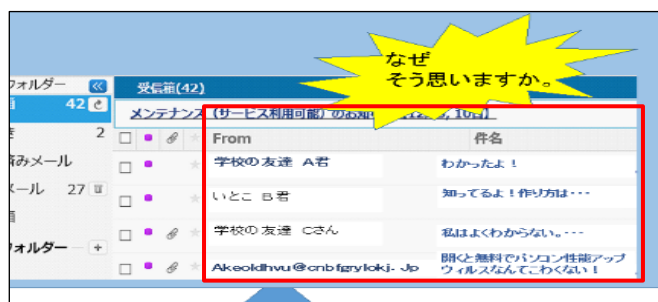 なぜ
そう思いますか。
フォルダー
42
受信箱(42)
メンテナンス (サービス利用可能) のお知
10日】
2
From
件名
済みメール
学校の友達 A君
わかったよ！
メール 27
いとこ B君
知ってるよ！作り方は・・・
学校の友達 Cさん
私はよくわからない。・・・
フォルダー
Akeoldhvu@cnbfgrylokj.Jp
開くと無料でパソコン性能アップ
ウィルスなんてこわくない！